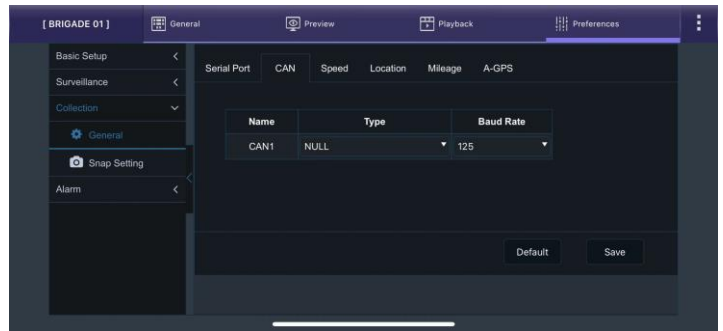 [ BRIGADE 01 ] General Preview Playback Preferences
Basic Setup
Surveillance
Collection
General
Snap Setting
Alarm
Serial Port CAN Speed Location Mileage A-GPS
Name Type Baud Rate
CAN1 NULL 125
Default Save